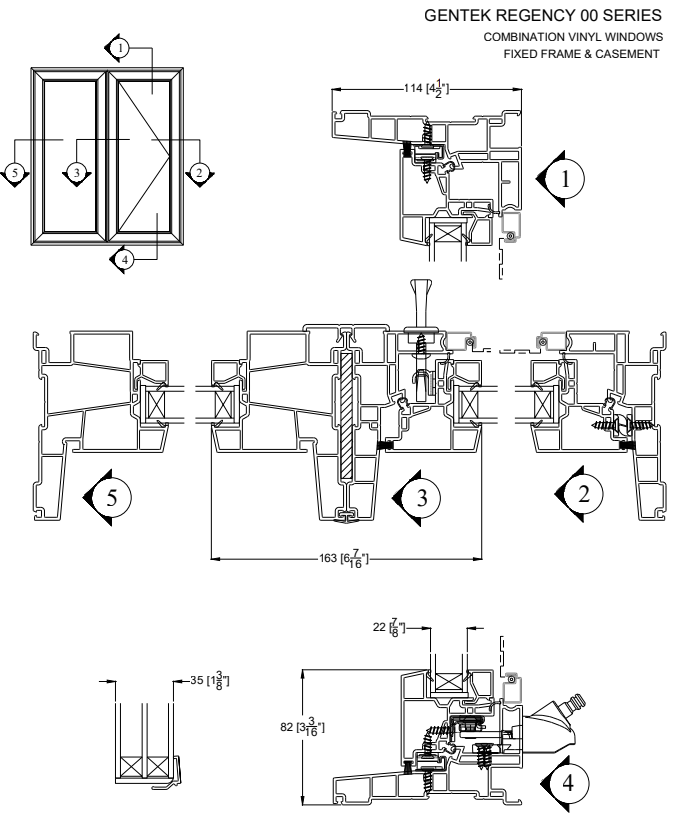 GENTEK REGENCY 00 SERIES
COMBINATION VINYL WINDOWS
FIXED FRAME & CASEMENT
1
5
3
2
4
114 [4 1/2"]
1
5
3
2
163 [6 7/16"]
22 [7/8"]
35 [1 3/8"]
82 [3 3/16"]
4